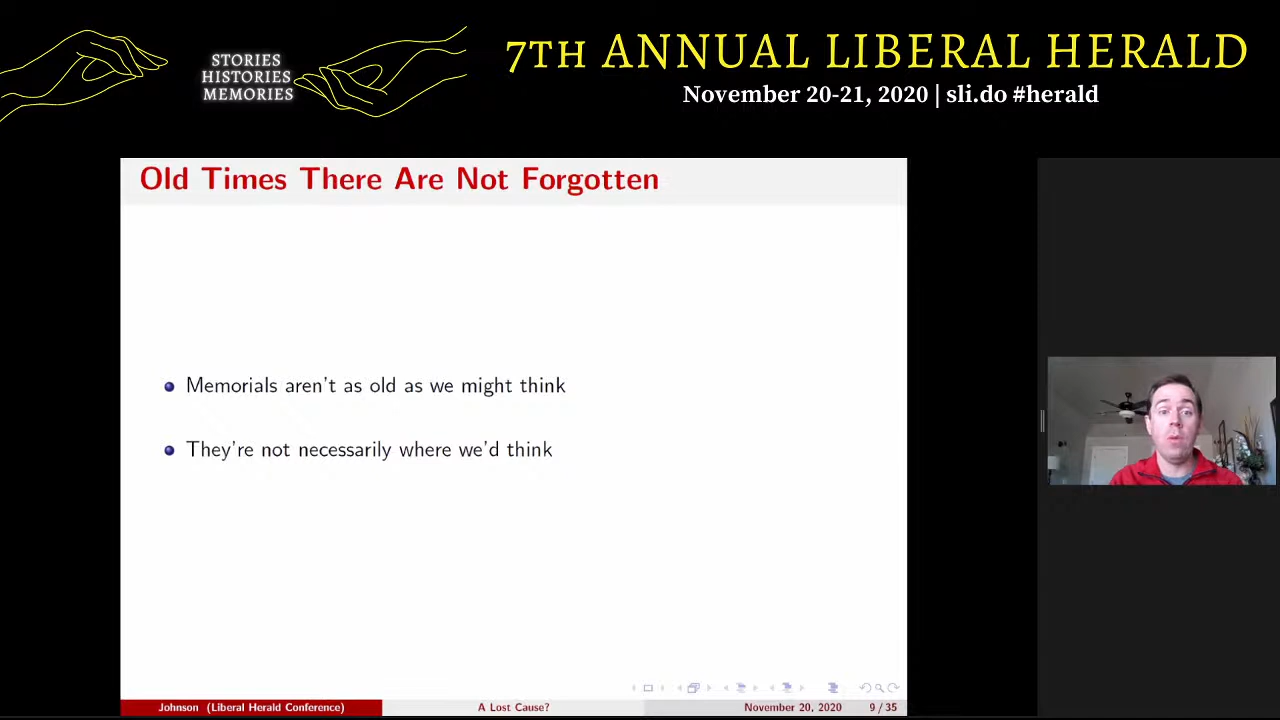 STORIES
HISTORIES
MEMORIES
7TH ANNUAL LIBERAL HERALD
November 20-21, 2020 | sli.do #herald
Old Times There Are Not Forgotten
Memorials aren't as old as we might think
They're not necessarily where we'd think
Johnson (Liberal Herald Conference)
A Lost Cause?
November 20, 2020
9 / 35